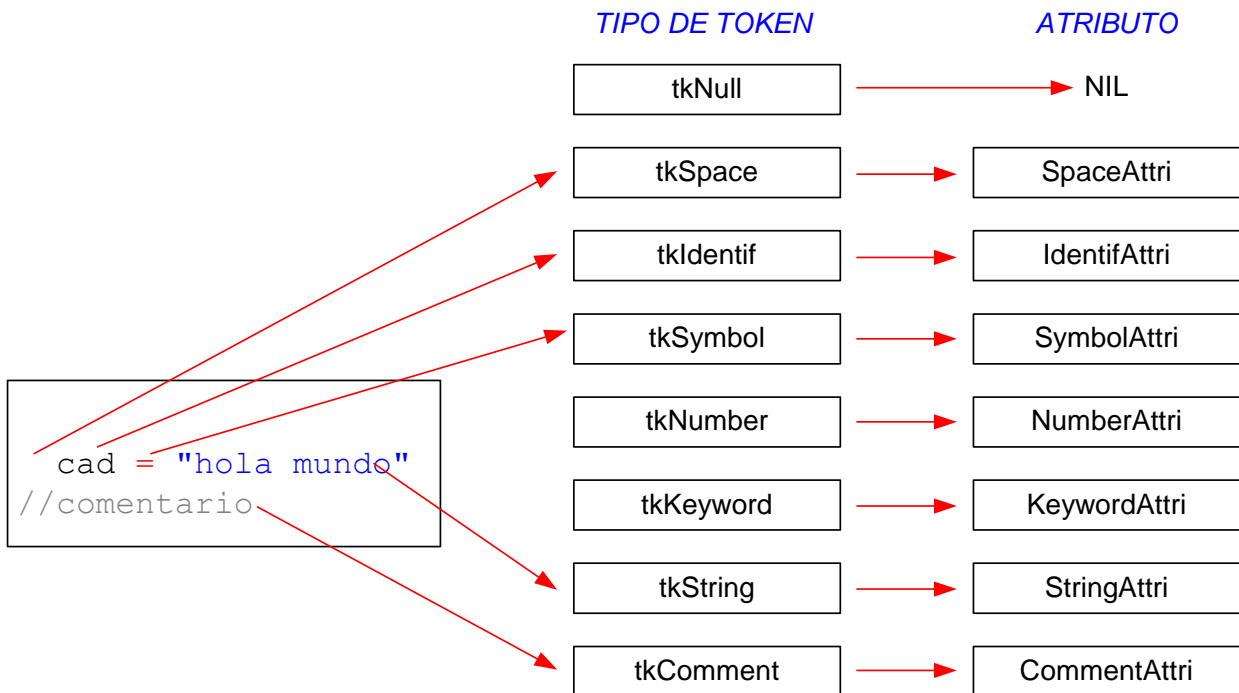 TIPO DE TOKEN ATRIBUTO
tkNull NIL
tkSpace SpaceAttri
tkIdentif IdentifAttri
tkSymbol SymbolAttri
tkNumber NumberAttri
tkKeyword KeywordAttri
tkString StringAttri
tkComment CommentAttri
cad = "hola mundo"
//comentario